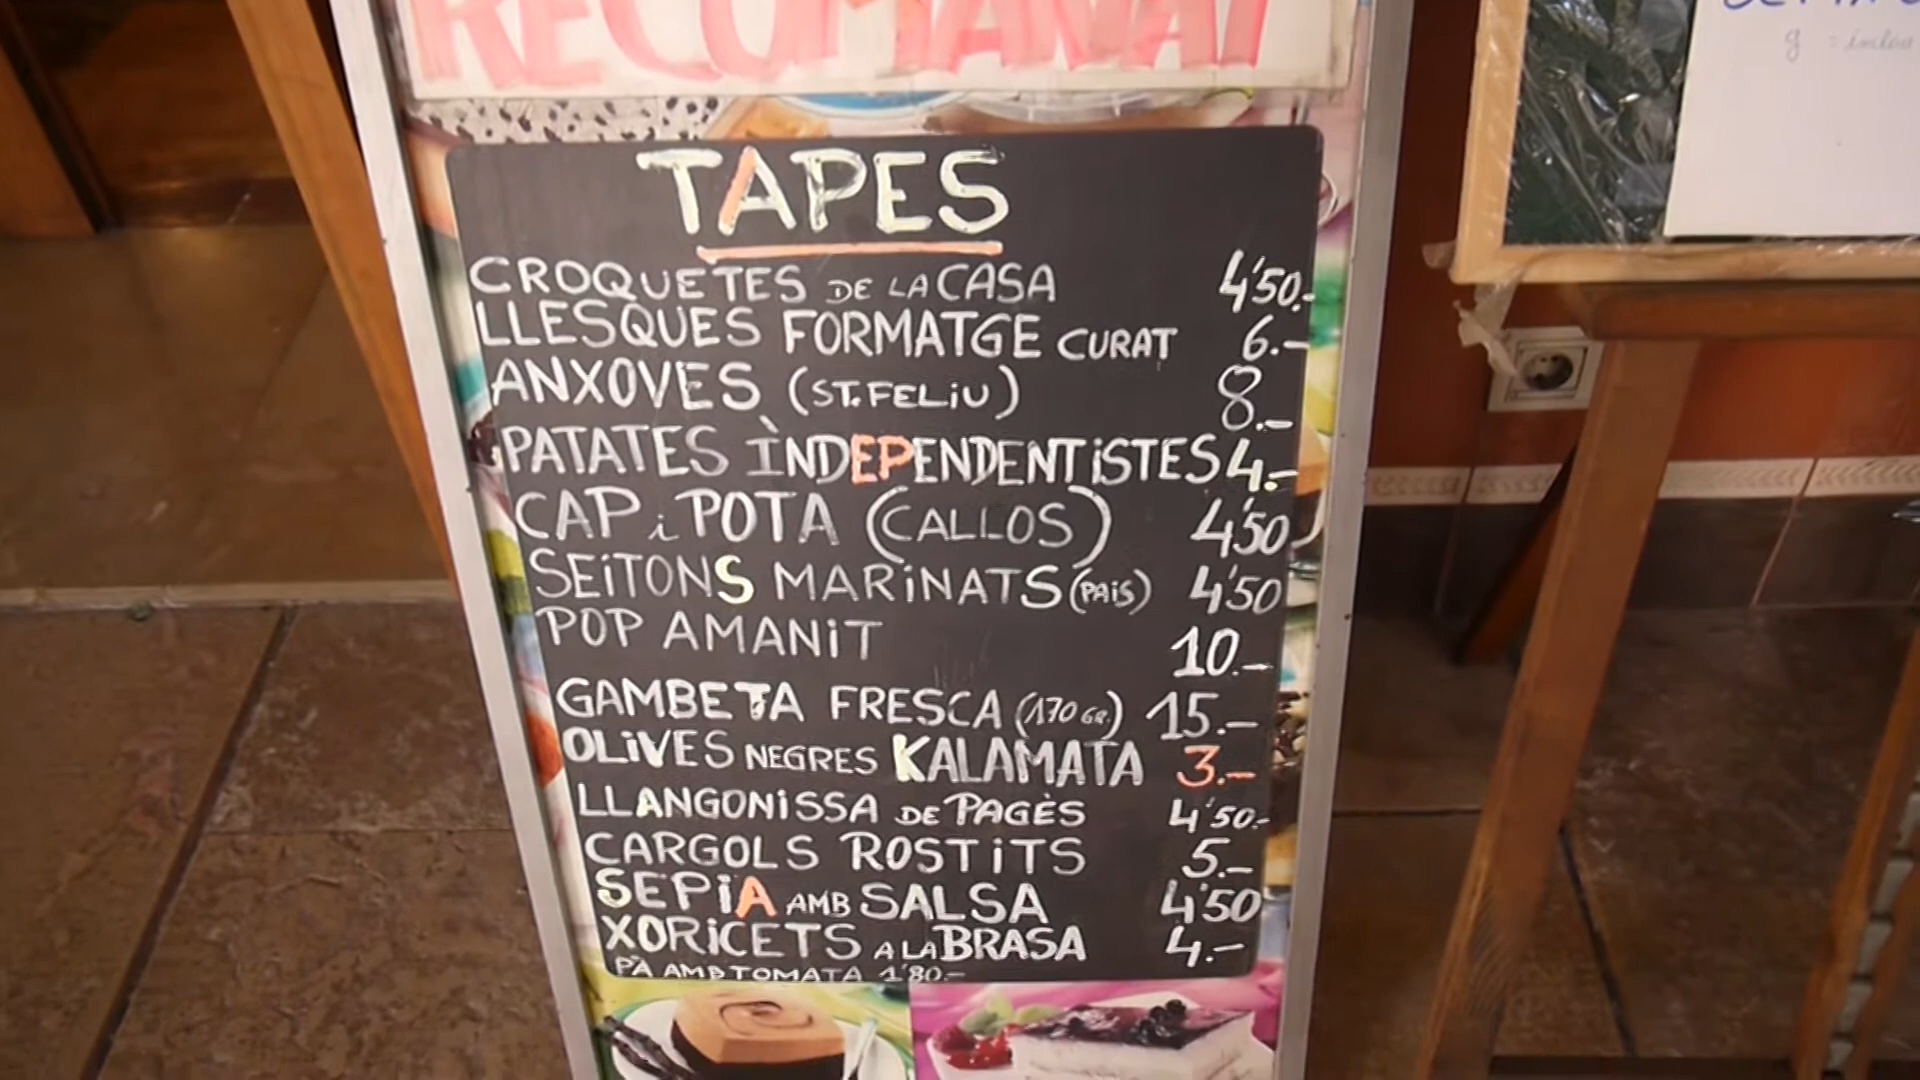 RECOMANAT
TAPES
CROQUETES DE LA CASA 4'50.-
LLESQUES FORMATGE CURAT 6.-
ANXOVES (ST. FELiU) 8.-
PATATES ÌNDEPENDENTiSTES 4.-
CAP i POTA (CALLOS) 4'50
SEiTONS MARiNATS (PAiS) 4'50
POP AMANiT 10.-
GAMBETA FRESCA (170 GR.) 15.-
OLiVES NEGRES KALAMATA 3.-
LLANGONiSSA DE PAGÈS 4'50.-
CARGOLS ROSTiTS 5.-
SEPiA AMB SALSA 4'50
XORiCETS A LA BRASA 4.-
PA AMB TOMATA 1'80.-